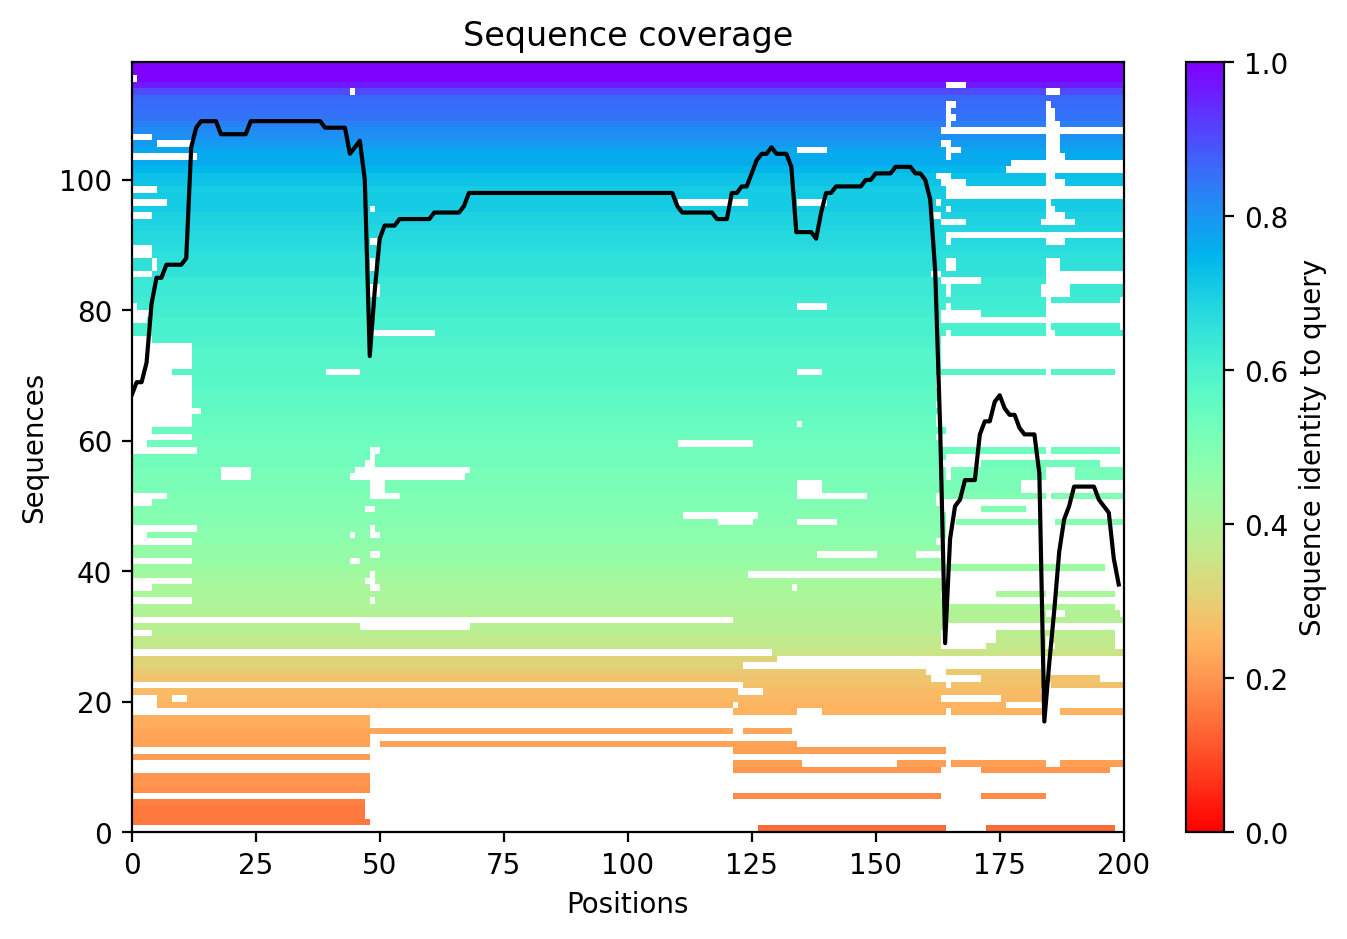 Sequence coverage
Sequences
100
80
60
40
20
0
0 25 50 75 100 125 150 175 200
Positions
1.0
0.8
0.6
0.4
0.2
0.0
Sequence identity to query